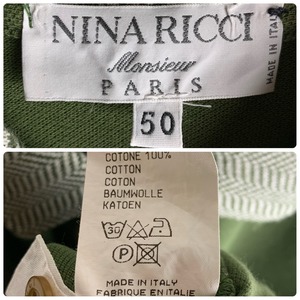 NINA RICCI
Monsieur
PARIS
MADE IN ITALY
50
COTONE 100%
COTTON
COTON
BAUMWOLLE
KATOEN
30
P
MADE IN ITALY
FABRIQUE EN ITALIE